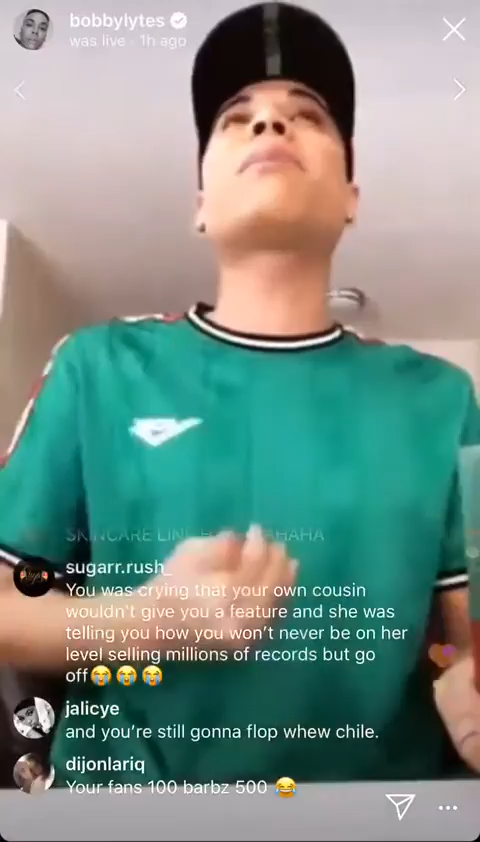 bobbylytes
was live · 1h ago
SKINCARE LINE
sugarr.rush_
You was crying that your own cousin
wouldn't give you a feature and she was
telling you how you won't never be on her
level selling millions of records but go
off😭😭😭
jalicye
and you're still gonna flop whew chile.
dijonlariq
Your fans 100 barbz 500 😂